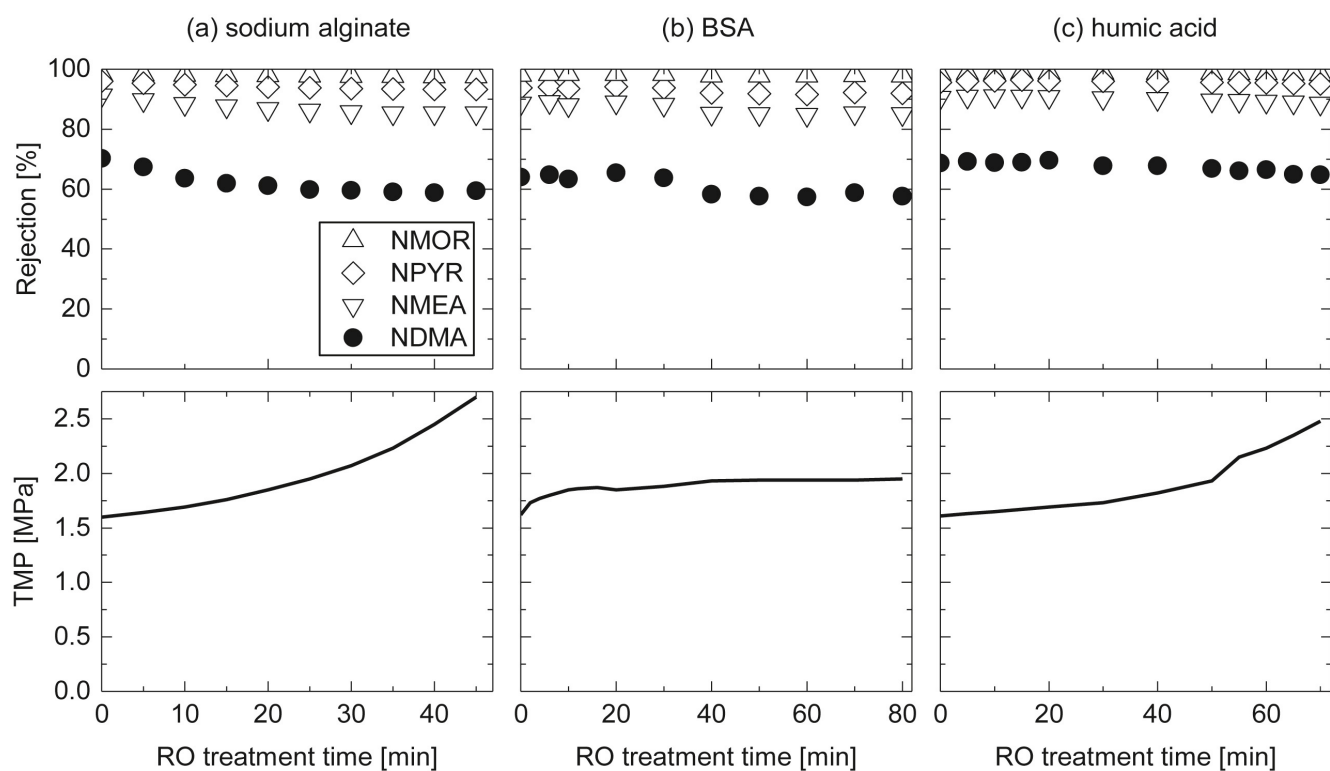 (a) sodium alginate
(b) BSA
(c) humic acid
Rejection [%]
100
80
60
40
20
0
NMOR
NPYR
NMEA
NDMA
TMP [MPa]
2.5
2.0
1.5
1.0
0.5
0.0
0 10 20 30 40
0 20 40 60 80
0 20 40 60
RO treatment time [min]
RO treatment time [min]
RO treatment time [min]